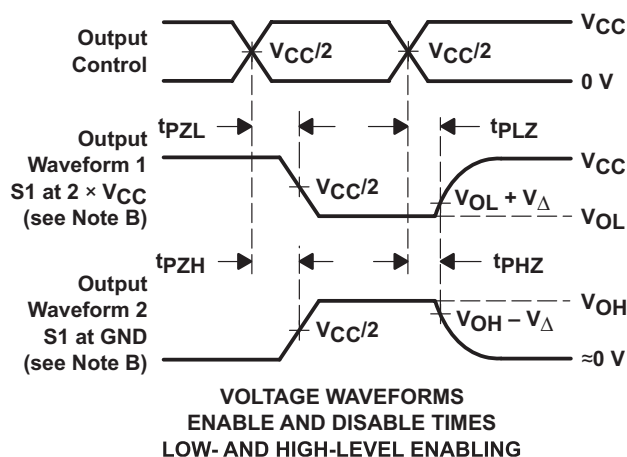 Output
Control
VCC/2
VCC/2
VCC
0 V
tPZL
tPLZ
Output
Waveform 1
S1 at 2 × VCC
(see Note B)
VCC/2
VCC
VOL + VΔ
VOL
tPZH
tPHZ
Output
Waveform 2
S1 at GND
(see Note B)
VCC/2
VOH
VOH – VΔ
≈0 V
VOLTAGE WAVEFORMS
ENABLE AND DISABLE TIMES
LOW- AND HIGH-LEVEL ENABLING